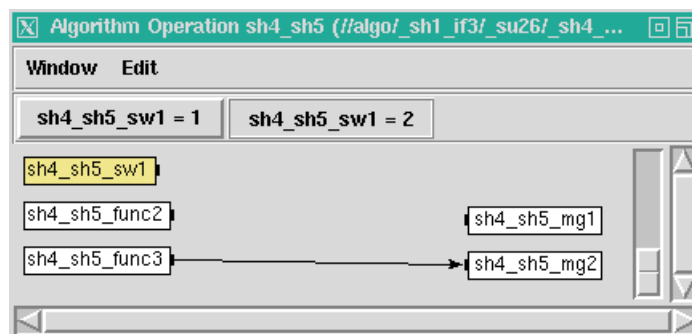 Algorithm Operation sh4_sh5 (//algo/_sh1_if3/_su26/_sh4_...
Window Edit
sh4_sh5_sw1 = 1 sh4_sh5_sw1 = 2
sh4_sh5_sw1
sh4_sh5_func2 sh4_sh5_mg1
sh4_sh5_func3 sh4_sh5_mg2